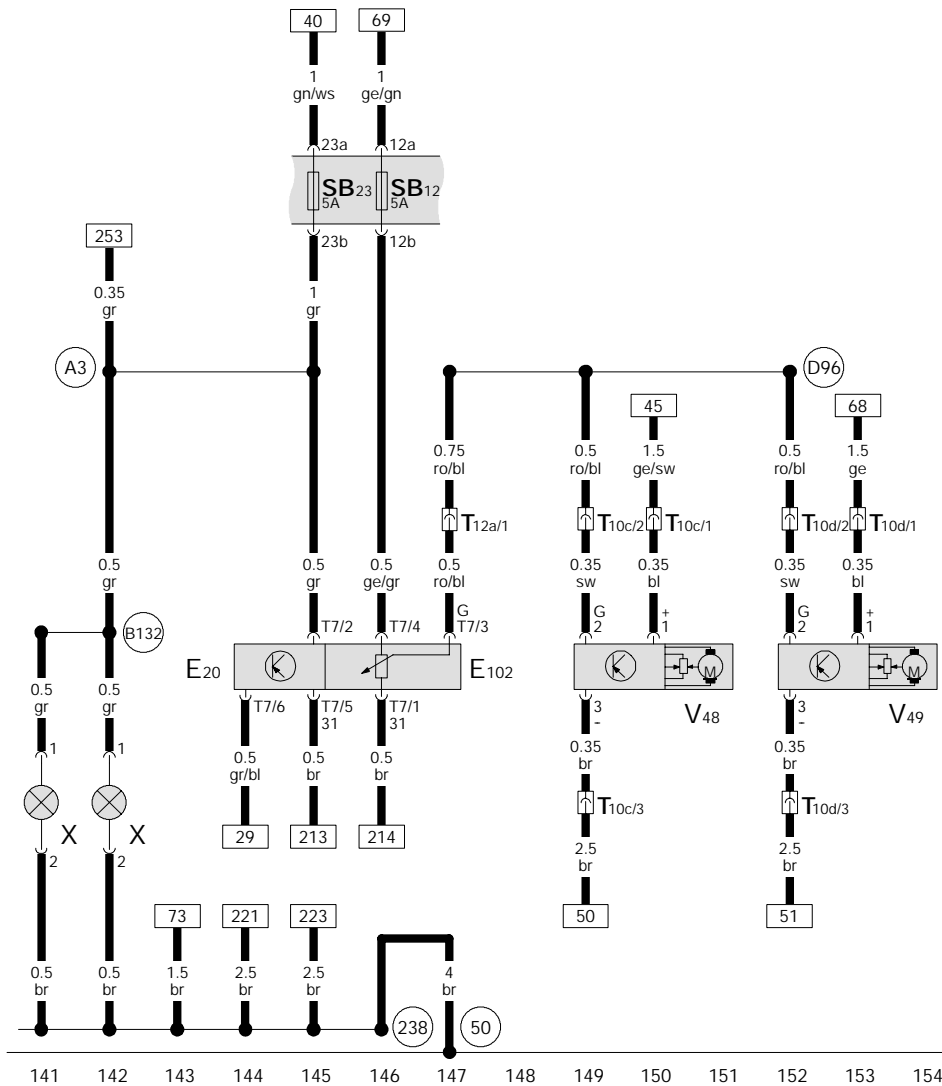 40 69
1 1
gn/ws ge/gn
23a 12a
SB23 SB12
5A 5A
23b 12b
253
0.35 1
gr gr
A3 D96
45 68
0.75 0.5 1.5 0.5 1.5
ro/bl ro/bl ge/sw ro/bl ge
T12a/1 T10c/2 T10c/1 T10d/2 T10d/1
0.5 0.5 0.5 0.5 0.35 0.35 0.35 0.35
gr gr ge/gr ro/bl sw bl sw bl
B132 T7/2 T7/4 G T7/3 G 2 + 1 G 2 + 1
E20 E102 M M
T7/6 T7/5 T7/1 3 V48 3 V49
31 31 - -
0.5 0.5 0.5 0.5 0.5 0.35 0.35
gr gr gr/bl br br br br
1 1
X X
T10c/3 T10d/3
29 213 214
2 2 2.5 2.5
br br
73 221 223 50 51
0.5 0.5 1.5 2.5 2.5 4
br br br br br br
238 50
141 142 143 144 145 146 147 148 149 150 151 152 153 154